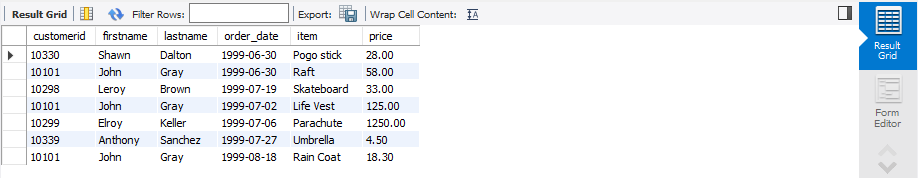 Result Grid Filter Rows: Export: Wrap Cell Content: IA
customerid firstname lastname order_date item price
10330 Shawn Dalton 1999-06-30 Pogo stick 28.00
10101 John Gray 1999-06-30 Raft 58.00
10298 Leroy Brown 1999-07-19 Skateboard 33.00
10101 John Gray 1999-07-02 Life Vest 125.00
10299 Elroy Keller 1999-07-06 Parachute 1250.00
10339 Anthony Sanchez 1999-07-27 Umbrella 4.50
10101 John Gray 1999-08-18 Rain Coat 18.30
Result
Grid
Form
Editor